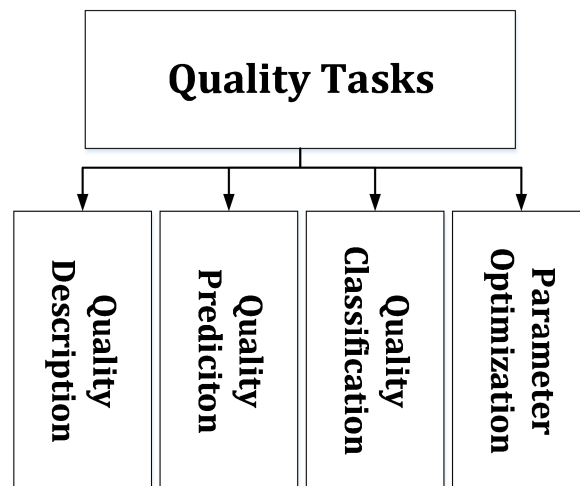 Quality Tasks
Quality
Description
Quality
Prediciton
Quality
Classification
Parameter
Optimization